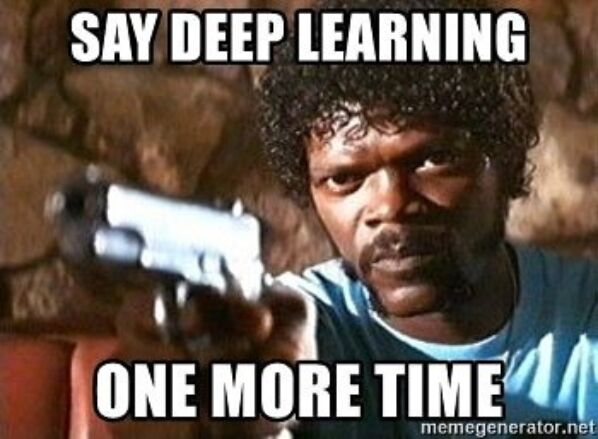 SAY DEEP LEARNING
ONE MORE TIME
memegenerator.net